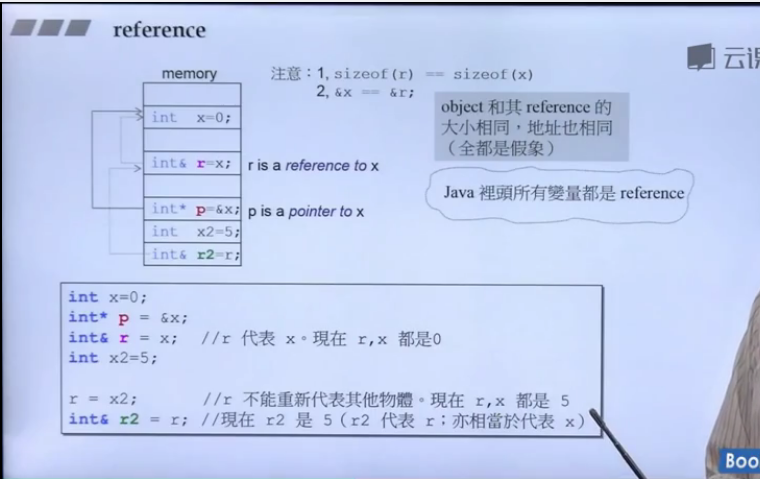 reference
memory
注意：1, sizeof(r) == sizeof(x)
2, &x == &r;
object 和其 reference 的
大小相同，地址也相同
（全都是假象）
Java 裡頭所有變量都是 reference
int x=0;
int& r=x; r is a reference to x
int* p=&x; p is a pointer to x
int x2=5;
int& r2=r;
int x=0;
int* p = &x;
int& r = x; //r 代表 x。現在 r,x 都是0
int x2=5;
r = x2; //r 不能重新代表其他物體。現在 r,x 都是 5
int& r2 = r; //現在 r2 是 5（r2 代表 r；亦相當於代表 x）
云课
Boo